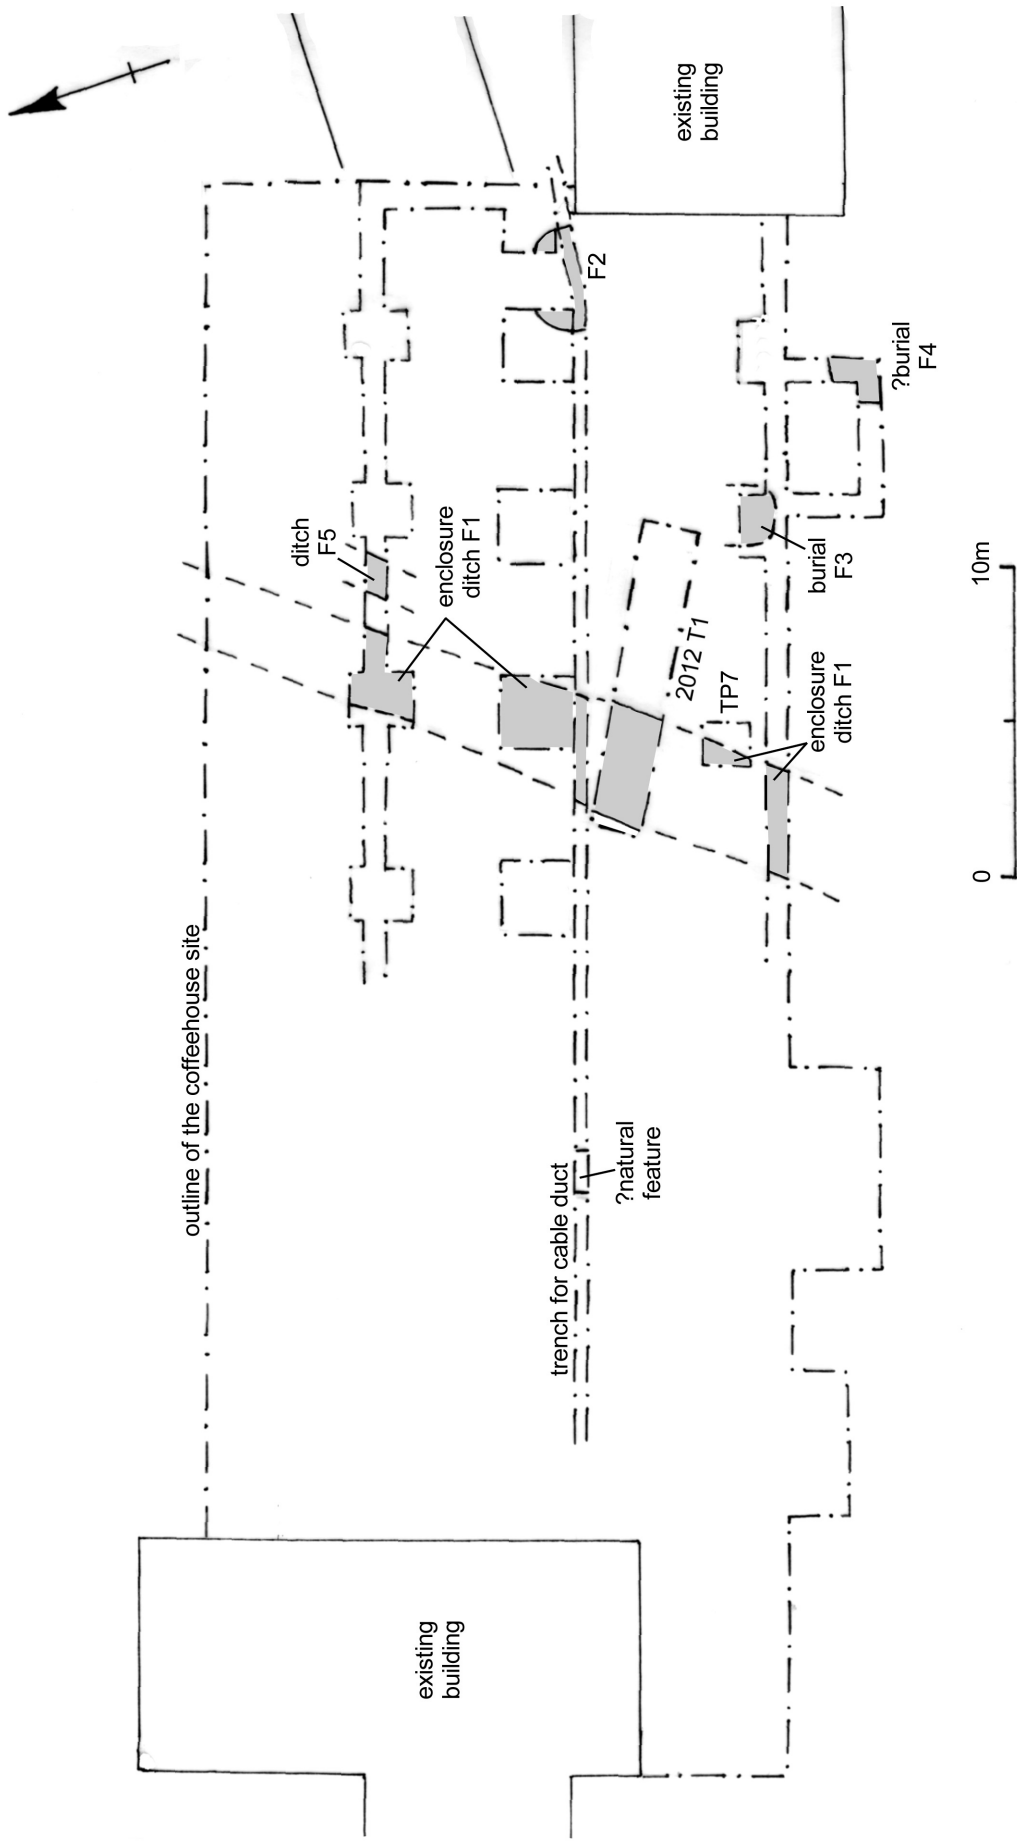 existing
building
F2
?burial
F4
ditch
F5
enclosure
ditch F1
burial
F3
2012 T1
TP7
enclosure
ditch F1
10m
0
outline of the coffeehouse site
trench for cable duct
?natural
feature
existing
building